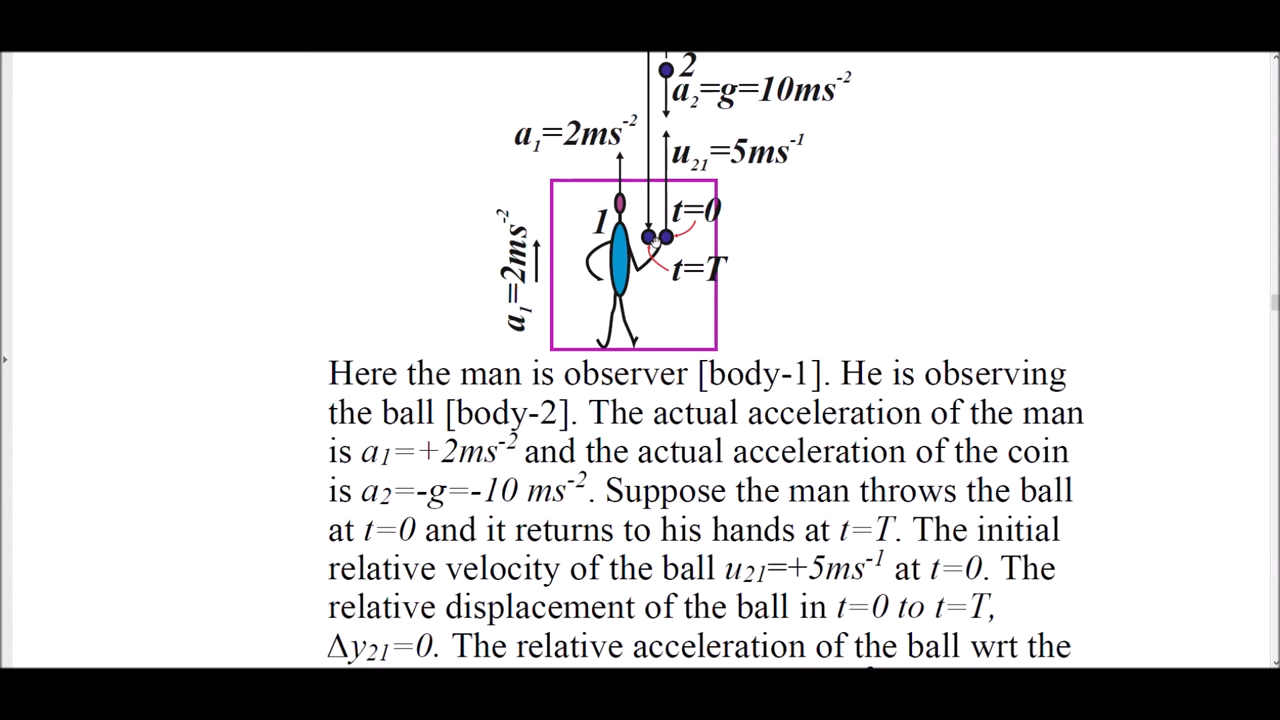 2
a₂=g=10ms⁻²
a₁=2ms⁻²
u₂₁=5ms⁻¹
t=0
1
t=T
a₁=2ms⁻²
Here the man is observer [body-1]. He is observing
the ball [body-2]. The actual acceleration of the man
is a₁=+2ms⁻² and the actual acceleration of the coin
is a₂=-g=-10 ms⁻². Suppose the man throws the ball
at t=0 and it returns to his hands at t=T. The initial
relative velocity of the ball u₂₁=+5ms⁻¹ at t=0. The
relative displacement of the ball in t=0 to t=T,
Δy₂₁=0. The relative acceleration of the ball wrt the